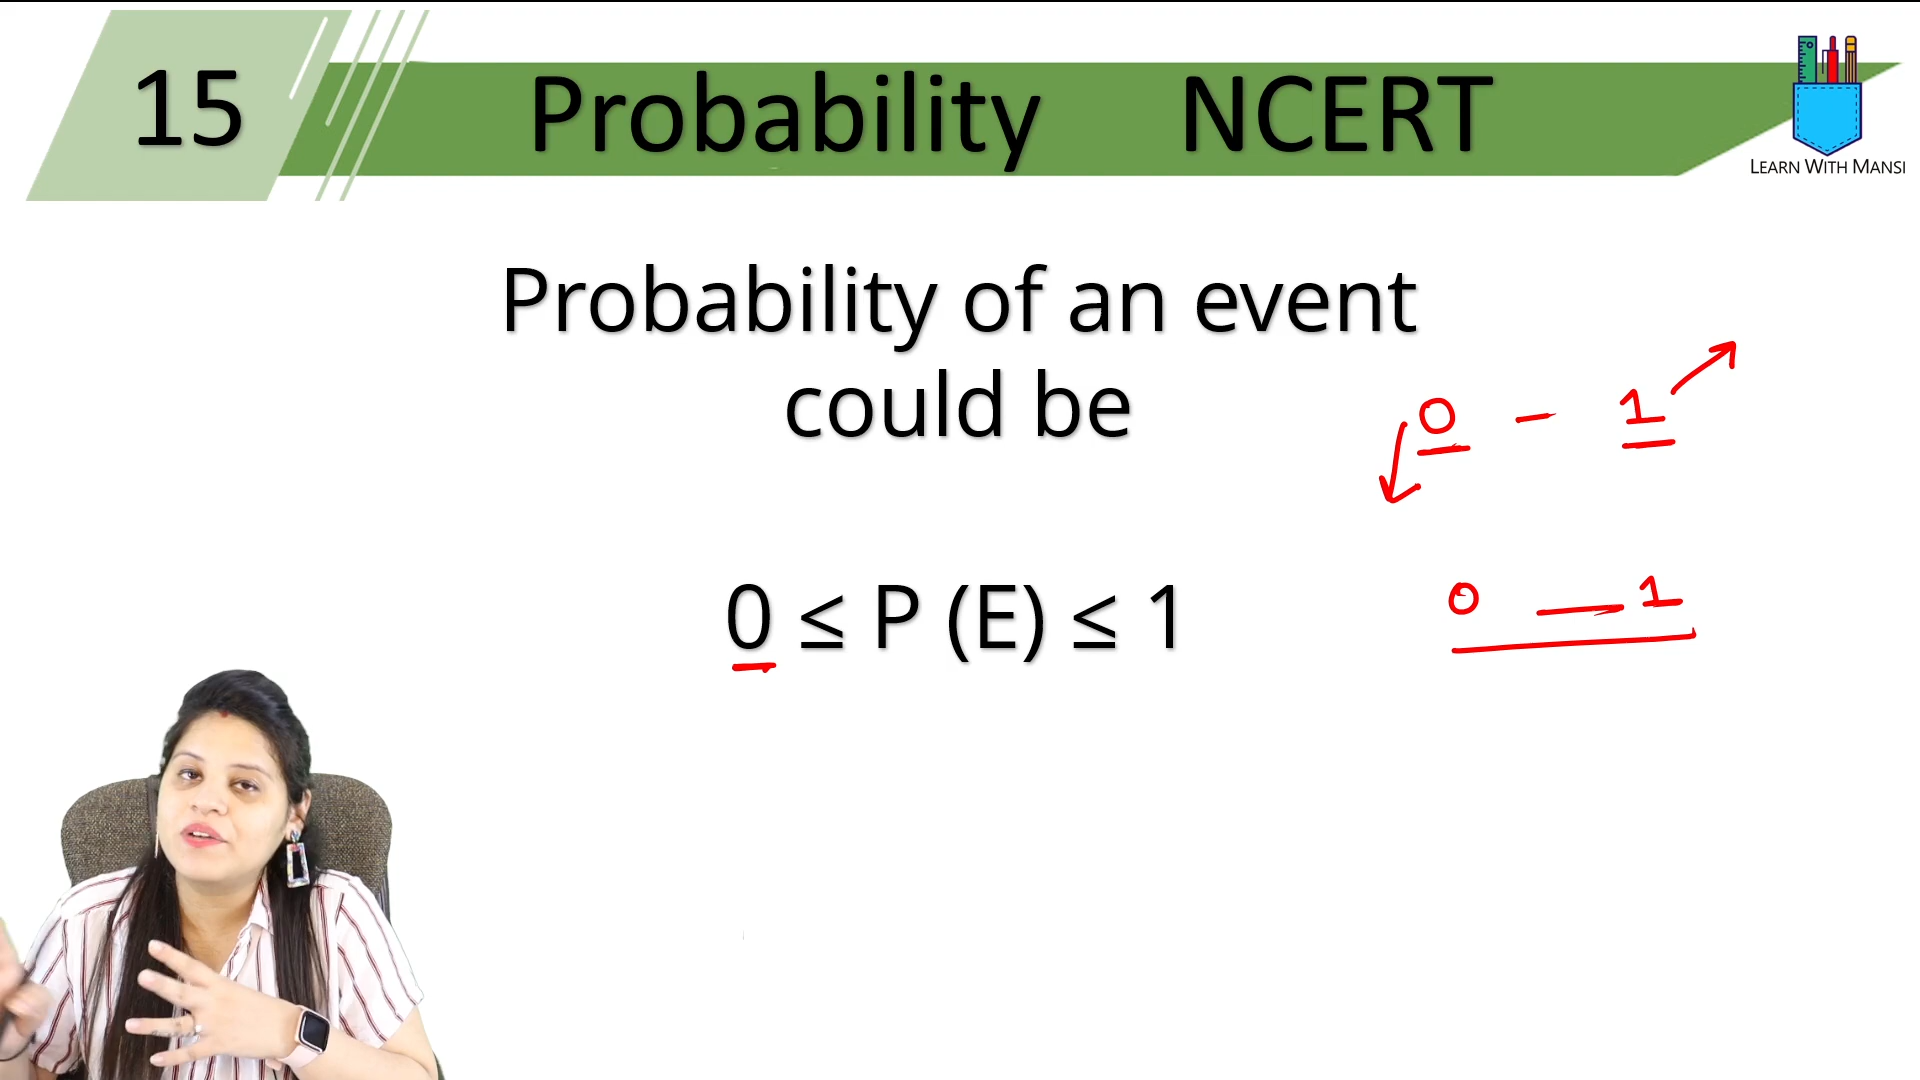 15 Probability NCERT
LEARN WITH MANSI
Probability of an event
could be
0 - 1
0 ≤ P (E) ≤ 1
0 — 1